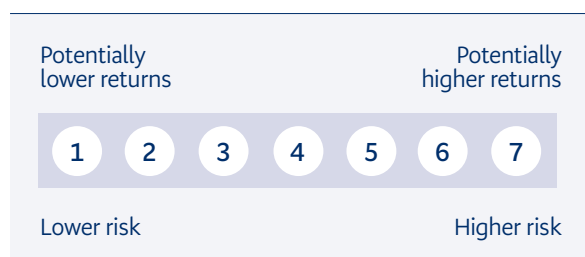 Potentially
lower returns
Potentially
higher returns
1 2 3 4 5 6 7
Lower risk
Higher risk